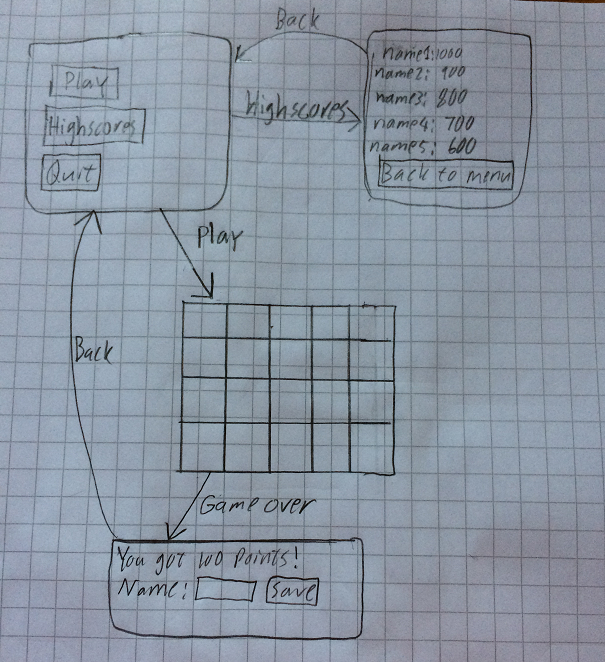 Back
Play
Highscores
Quit
Highscores
name1:1000
name2: 900
name3: 800
name4: 700
name5: 600
Back to menu
Play
Back
Game over
You got 100 points!
Name:
Save